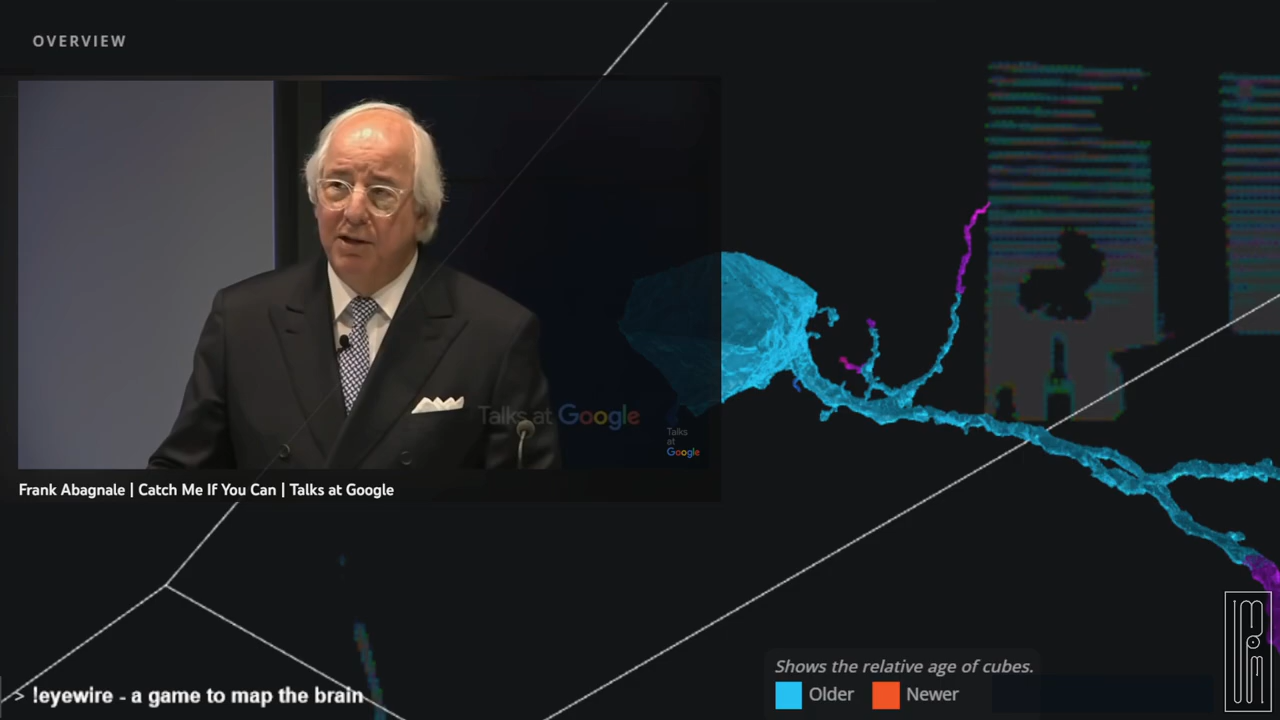 OVERVIEW
Talks at Google
Talks
at
Google
Frank Abagnale | Catch Me If You Can | Talks at Google
Shows the relative age of cubes.
Older
Newer
> !eyewire - a game to map the brain